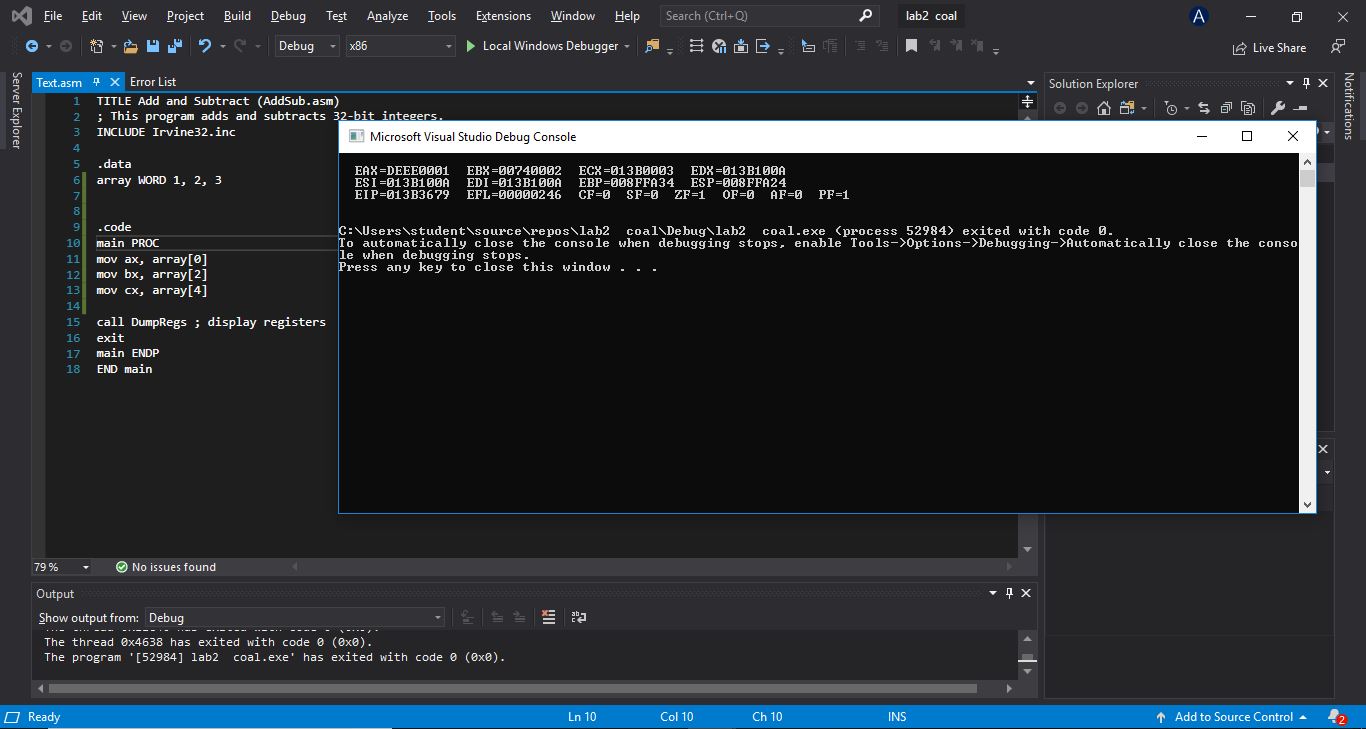 File Edit View Project Build Debug Test Analyze Tools Extensions Window Help Search (Ctrl+Q) lab2 coal A
Debug x86 Local Windows Debugger Live Share
Server Explorer
Text.asm Error List
1 TITLE Add and Subtract (AddSub.asm)
2 ; This program adds and subtracts 32-bit integers.
3 INCLUDE Irvine32.inc
4
5 .data
6 array WORD 1, 2, 3
7
8
9 .code
10 main PROC
11 mov ax, array[0]
12 mov bx, array[2]
13 mov cx, array[4]
14
15 call DumpRegs ; display registers
16 exit
17 main ENDP
18 END main
Microsoft Visual Studio Debug Console
EAX=DEEE0001 EBX=00740002 ECX=013B0003 EDX=013B100A
ESI=013B100A EDI=013B100A EBP=008FFA34 ESP=008FFA24
EIP=013B3679 EFL=00000246 CF=0 SF=0 ZF=1 OF=0 AF=0 PF=1
C:\Users\student\source\repos\lab2 coal\Debug\lab2 coal.exe (process 52984) exited with code 0.
To automatically close the console when debugging stops, enable Tools->Options->Debugging->Automatically close the conso
le when debugging stops.
Press any key to close this window . . .
Solution Explorer
Notifications
79 % No issues found
Output
Show output from: Debug
The thread 0x4638 has exited with code 0 (0x0).
The program '[52984] lab2 coal.exe' has exited with code 0 (0x0).
Ready Ln 10 Col 10 Ch 10 INS Add to Source Control 2